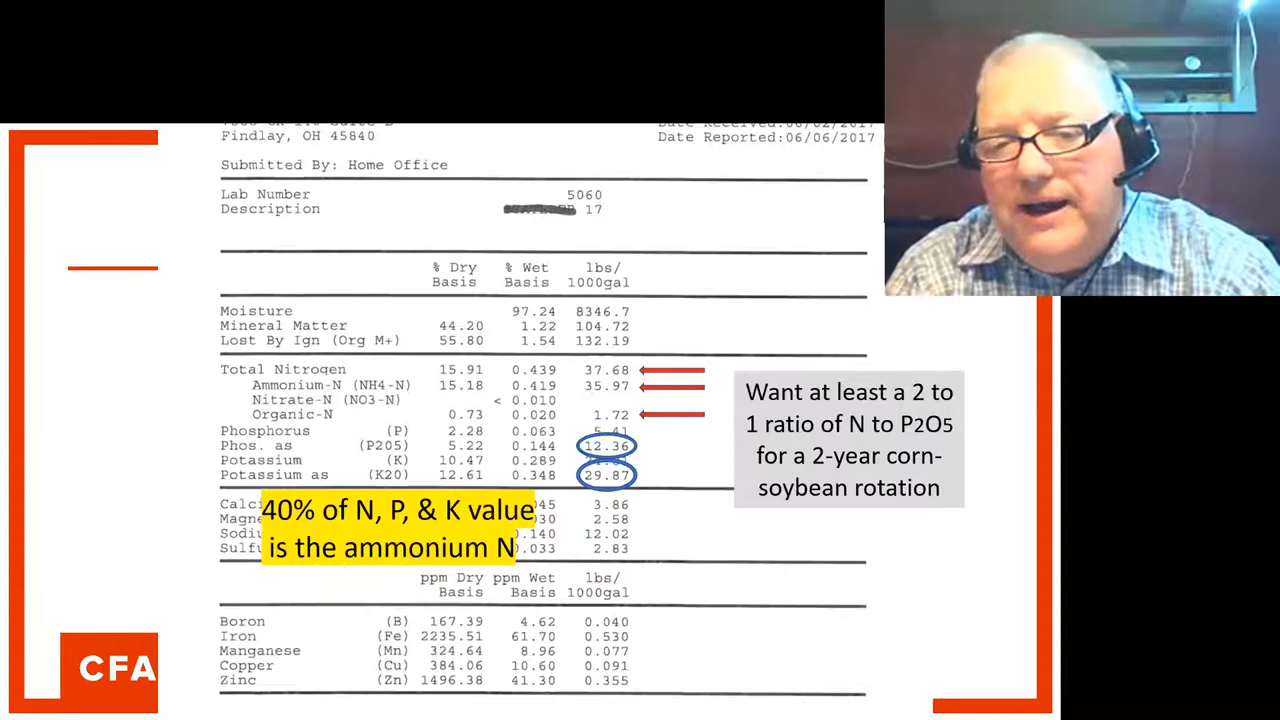 Findlay, OH 45840
Date Reported:06/06/2017
Submitted By: Home Office
Lab Number 5060
Description 17
% Dry % Wet lbs/
Basis Basis 1000gal
Moisture 97.24 8346.7
Mineral Matter 44.20 1.22 104.72
Lost By Ign (Org M+) 55.80 1.54 132.19
Total Nitrogen 15.91 0.439 37.68
Ammonium-N (NH4-N) 15.18 0.419 35.97
Nitrate-N (NO3-N) < 0.010
Organic-N 0.73 0.020 1.72
Phosphorus (P) 2.28 0.063 5.41
Phos. as (P2O5) 5.22 0.144 12.36
Potassium (K) 10.47 0.289
Potassium as (K2O) 12.61 0.348 29.87
Want at least a 2 to
1 ratio of N to P2O5
for a 2-year corn-
soybean rotation
3.86
2.58
.140 12.02
.033 2.83
40% of N, P, & K value
is the ammonium N
ppm Dry ppm Wet lbs/
Basis Basis 1000gal
Boron (B) 167.39 4.62 0.040
Iron (Fe) 2235.51 61.70 0.530
Manganese (Mn) 324.64 8.96 0.077
Copper (Cu) 384.06 10.60 0.091
Zinc (Zn) 1496.38 41.30 0.355
CFA